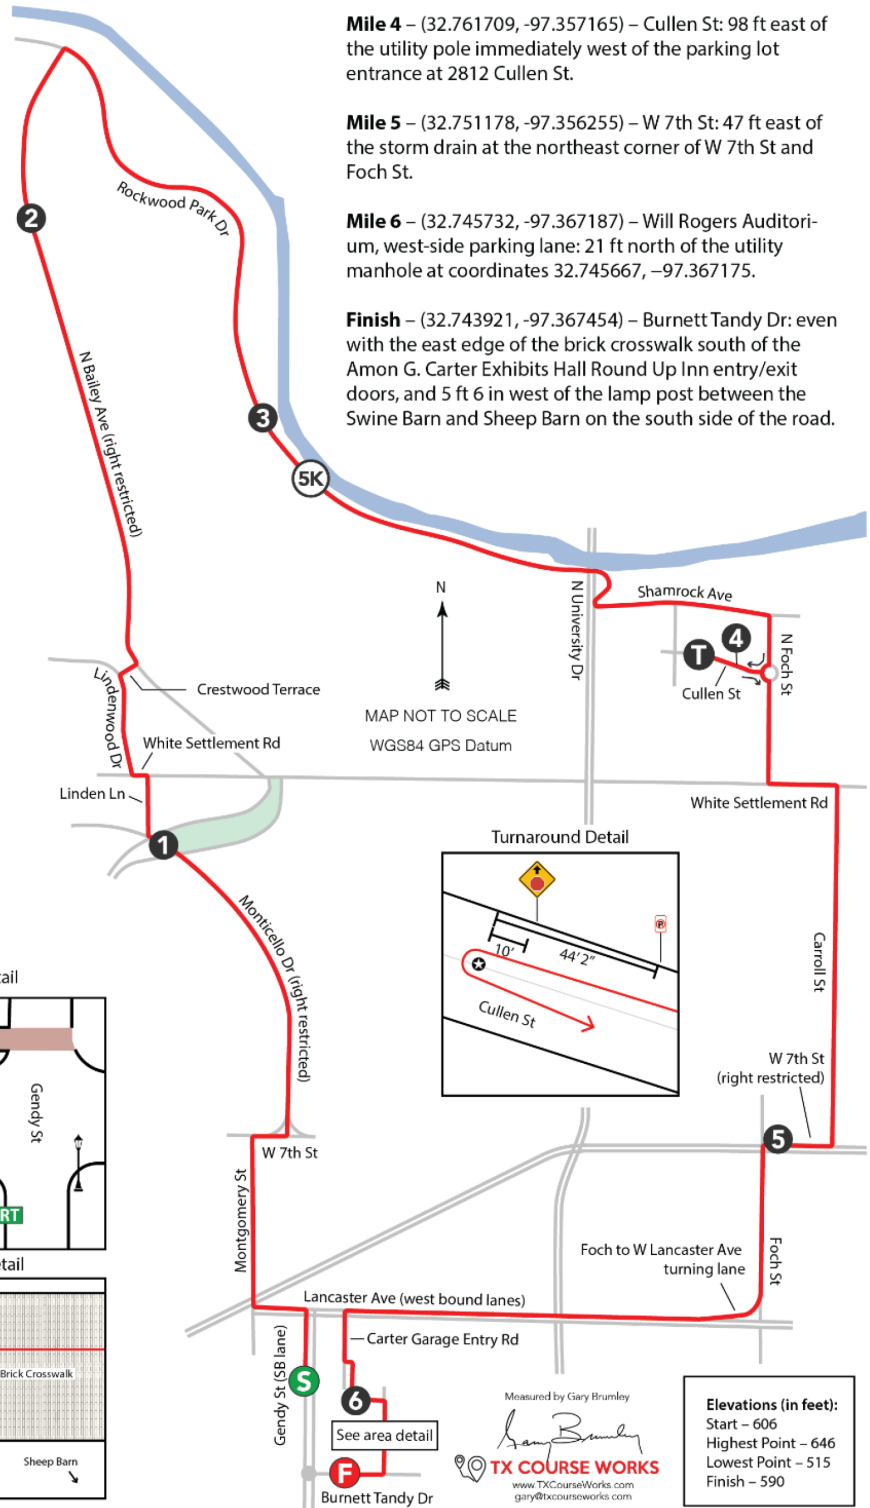 Mile 4 – (32.761709, -97.357165) – Cullen St: 98 ft east of
the utility pole immediately west of the parking lot
entrance at 2812 Cullen St.
Mile 5 – (32.751178, -97.356255) – W 7th St: 47 ft east of
the storm drain at the northeast corner of W 7th St and
Foch St.
Mile 6 – (32.745732, -97.367187) – Will Rogers Auditori-
um, west-side parking lane: 21 ft north of the utility
manhole at coordinates 32.745667, −97.367175.
Finish – (32.743921, -97.367454) – Burnett Tandy Dr: even
with the east edge of the brick crosswalk south of the
Amon G. Carter Exhibits Hall Round Up Inn entry/exit
doors, and 5 ft 6 in west of the lamp post between the
Swine Barn and Sheep Barn on the south side of the road.
Rockwood Park Dr
2
N Bailey Ave (right restricted)
3
5K
N
N University Dr
Shamrock Ave
4
T
N Foch St
Cullen St
Lindenwood Dr
Crestwood Terrace
MAP NOT TO SCALE
WGS84 GPS Datum
White Settlement Rd
Linden Ln
White Settlement Rd
1
Turnaround Detail
P
10'
44'2"
Cullen St
Monticello Dr (right restricted)
Carroll St
ail
Gendy St
RT
W 7th St
(right restricted)
5
W 7th St
Montgomery St
Foch to W Lancaster Ave
turning lane
Foch St
etail
Brick Crosswalk
Sheep Barn
Lancaster Ave (west bound lanes)
Carter Garage Entry Rd
Gendy St (SB lane)
S
6
See area detail
F
Burnett Tandy Dr
Measured by Gary Brumley
Gary Brumley
TX COURSE WORKS
www.TXCourseWorks.com
gary@txcourseworks.com
Elevations (in feet):
Start – 606
Highest Point – 646
Lowest Point – 515
Finish – 590